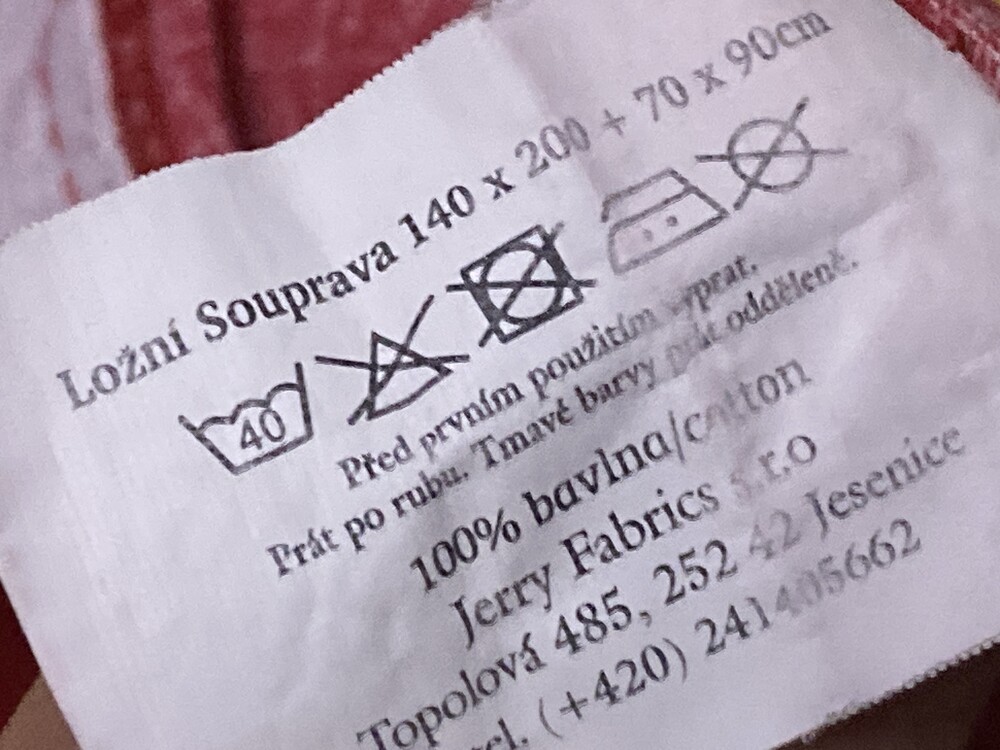 Ložní Souprava 140 x 200 + 70 x 90cm
40
Před prvním použitím vyprat.
Prát po rubu. Tmavé barvy prát odděleně.
100% bavlna/cotton
Jerry Fabrics s.r.o
Topolová 485, 252 42 Jesenice
tel. (+420) 241405662